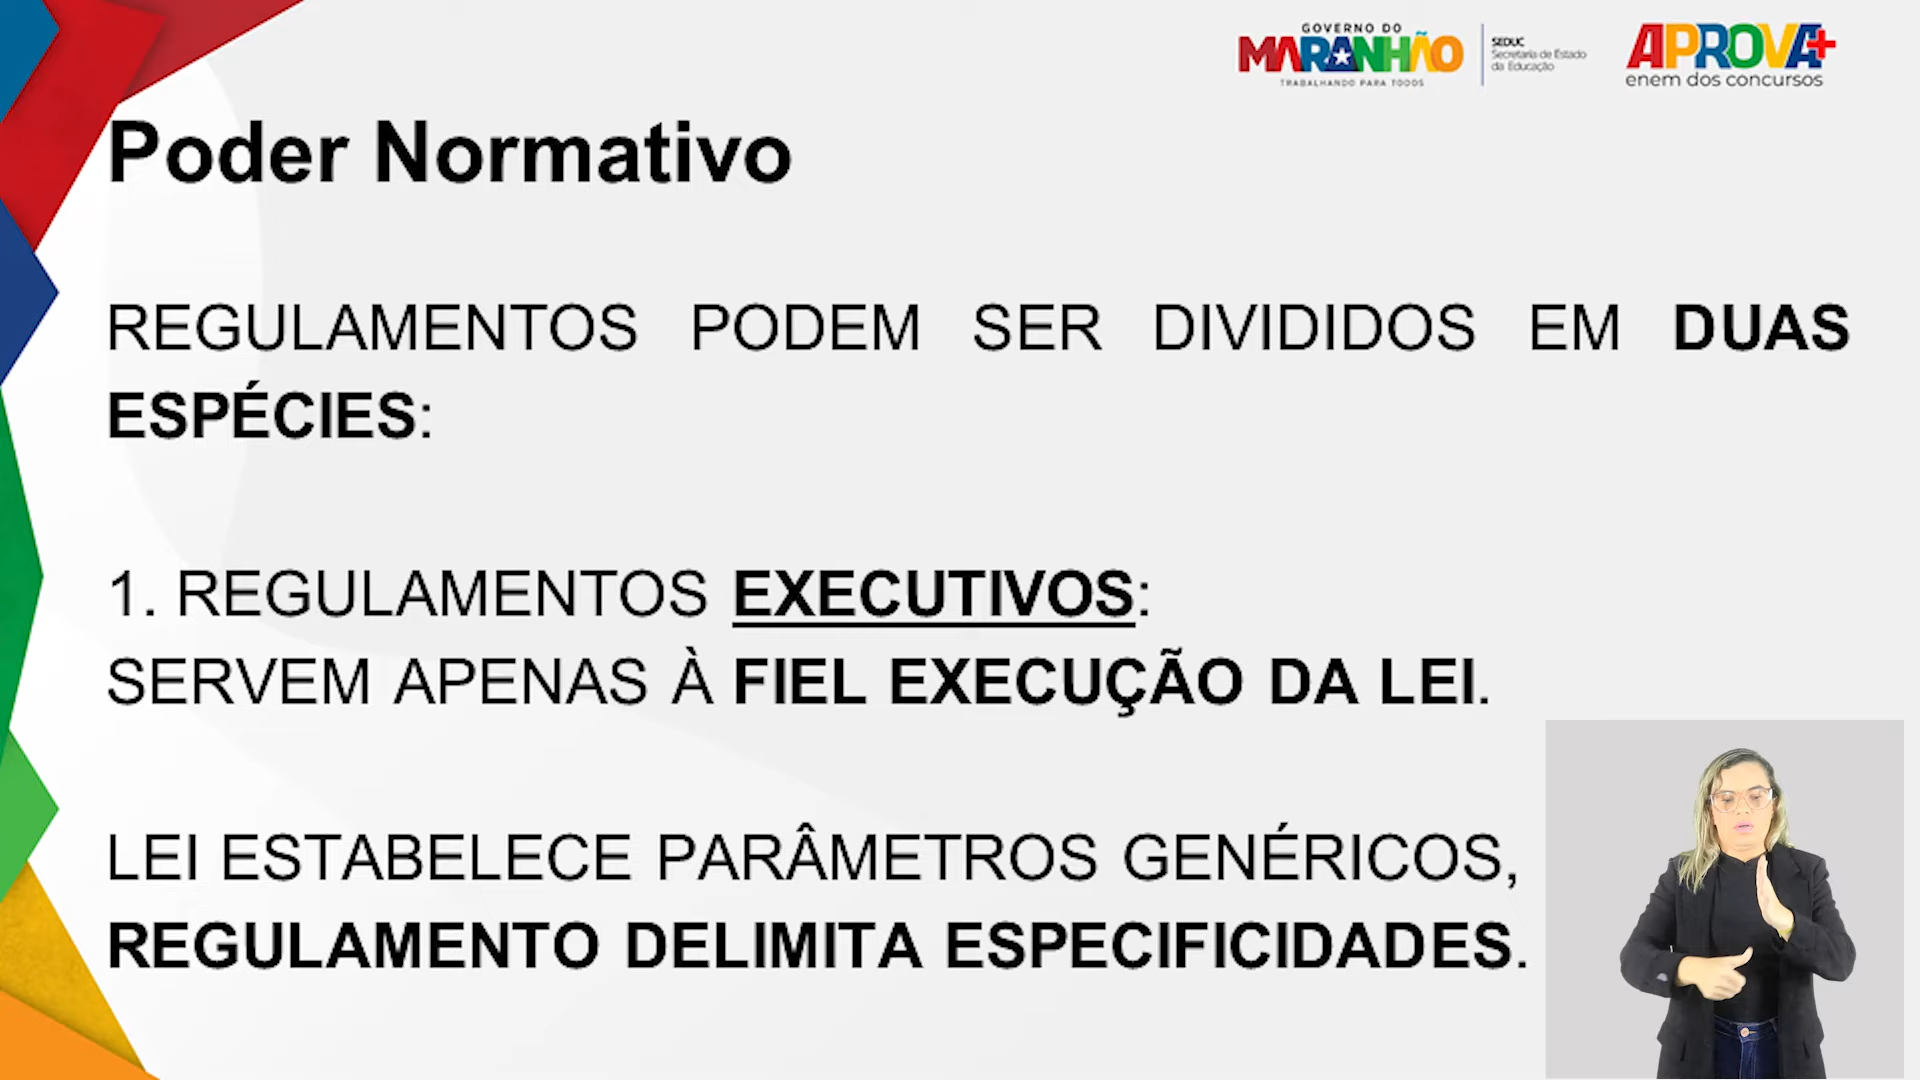 GOVERNO DO
MARANHÃO
TRABALHANDO PARA TODOS
SEDUC
Secretaria de Estado
da Educação
APROVA+
enem dos concursos
Poder Normativo
REGULAMENTOS PODEM SER DIVIDIDOS EM DUAS
ESPÉCIES:
1. REGULAMENTOS EXECUTIVOS:
SERVEM APENAS À FIEL EXECUÇÃO DA LEI.
LEI ESTABELECE PARÂMETROS GENÉRICOS,
REGULAMENTO DELIMITA ESPECIFICIDADES.